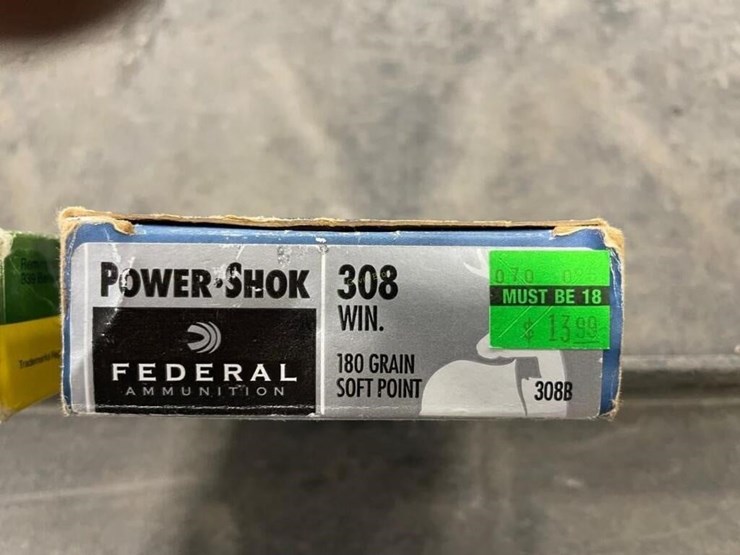 POWER•SHOK
FEDERAL
AMMUNITION
308
WIN.
180 GRAIN
SOFT POINT
MUST BE 18
$ 13.99
308B